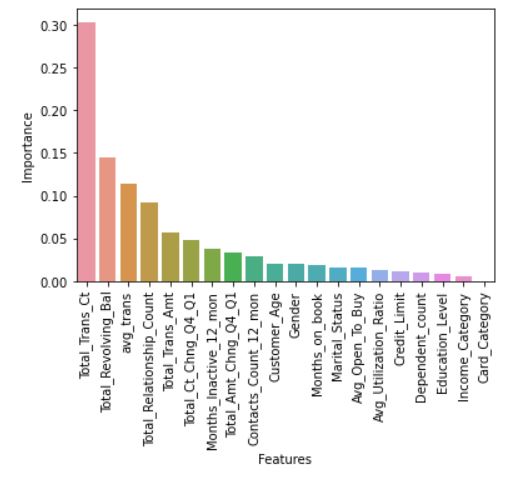 0.30
0.25
0.20
0.15
0.10
0.05
0.00
Importance
Total_Trans_Ct
Total_Revolving_Bal
avg_trans
Total_Relationship_Count
Total_Trans_Amt
Total_Ct_Chng_Q4_Q1
Months_Inactive_12_mon
Total_Amt_Chng_Q4_Q1
Contacts_Count_12_mon
Customer_Age
Gender
Months_on_book
Marital_Status
Avg_Open_To_Buy
Avg_Utilization_Ratio
Credit_Limit
Dependent_count
Education_Level
Income_Category
Card_Category
Features